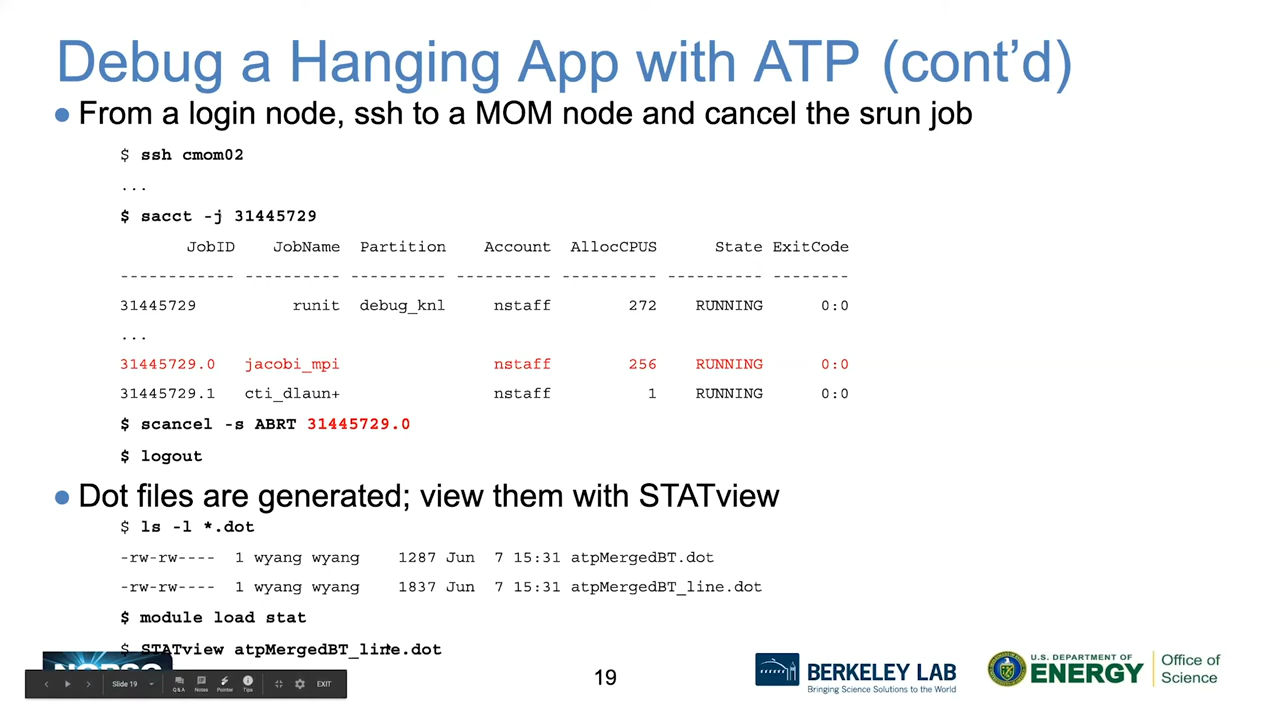 Debug a Hanging App with ATP (cont'd)
● From a login node, ssh to a MOM node and cancel the srun job
$ ssh cmom02
...
$ sacct -j 31445729
JobID JobName Partition Account AllocCPUS State ExitCode
------------ ---------- ---------- ---------- ---------- ---------- --------
31445729 runit debug_knl nstaff 272 RUNNING 0:0
...
31445729.0 jacobi_mpi nstaff 256 RUNNING 0:0
31445729.1 cti_dlaun+ nstaff 1 RUNNING 0:0
$ scancel -s ABRT 31445729.0
$ logout
● Dot files are generated; view them with STATview
$ ls -l *.dot
-rw-rw---- 1 wyang wyang 1287 Jun 7 15:31 atpMergedBT.dot
-rw-rw---- 1 wyang wyang 1837 Jun 7 15:31 atpMergedBT_line.dot
$ module load stat
$ STATview atpMergedBT_line.dot
Slide 19 Q&A Notes Pointer Tips EXIT
19
BERKELEY LAB
Bringing Science Solutions to the World
U.S. DEPARTMENT OF
ENERGY
Office of
Science